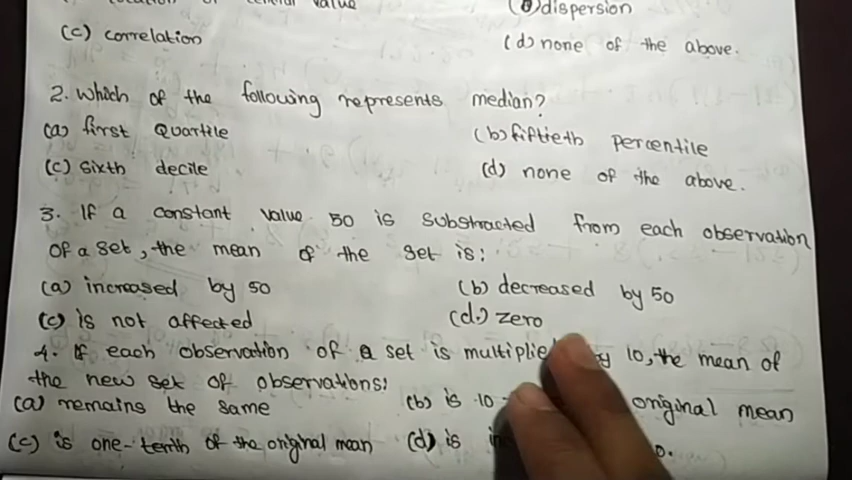 central value
(b) dispersion
(c) correlation
(d) none of the above.
2. Which of the following represents median?
(a) first Quartile
(b) fiftieth percentile
(c) sixth decile
(d) none of the above.
3. If a constant value 50 is substracted from each observation
of a set, the mean of the set is:
(a) increased by 50
(b) decreased by 50
(c) is not affected
(d.) zero
4. If each observation of a set is multiplied by 10, the mean of
the new set of observations:
(a) remains the same
(b) is 10 original mean
(c) is one-tenth of the original mean
(d) is